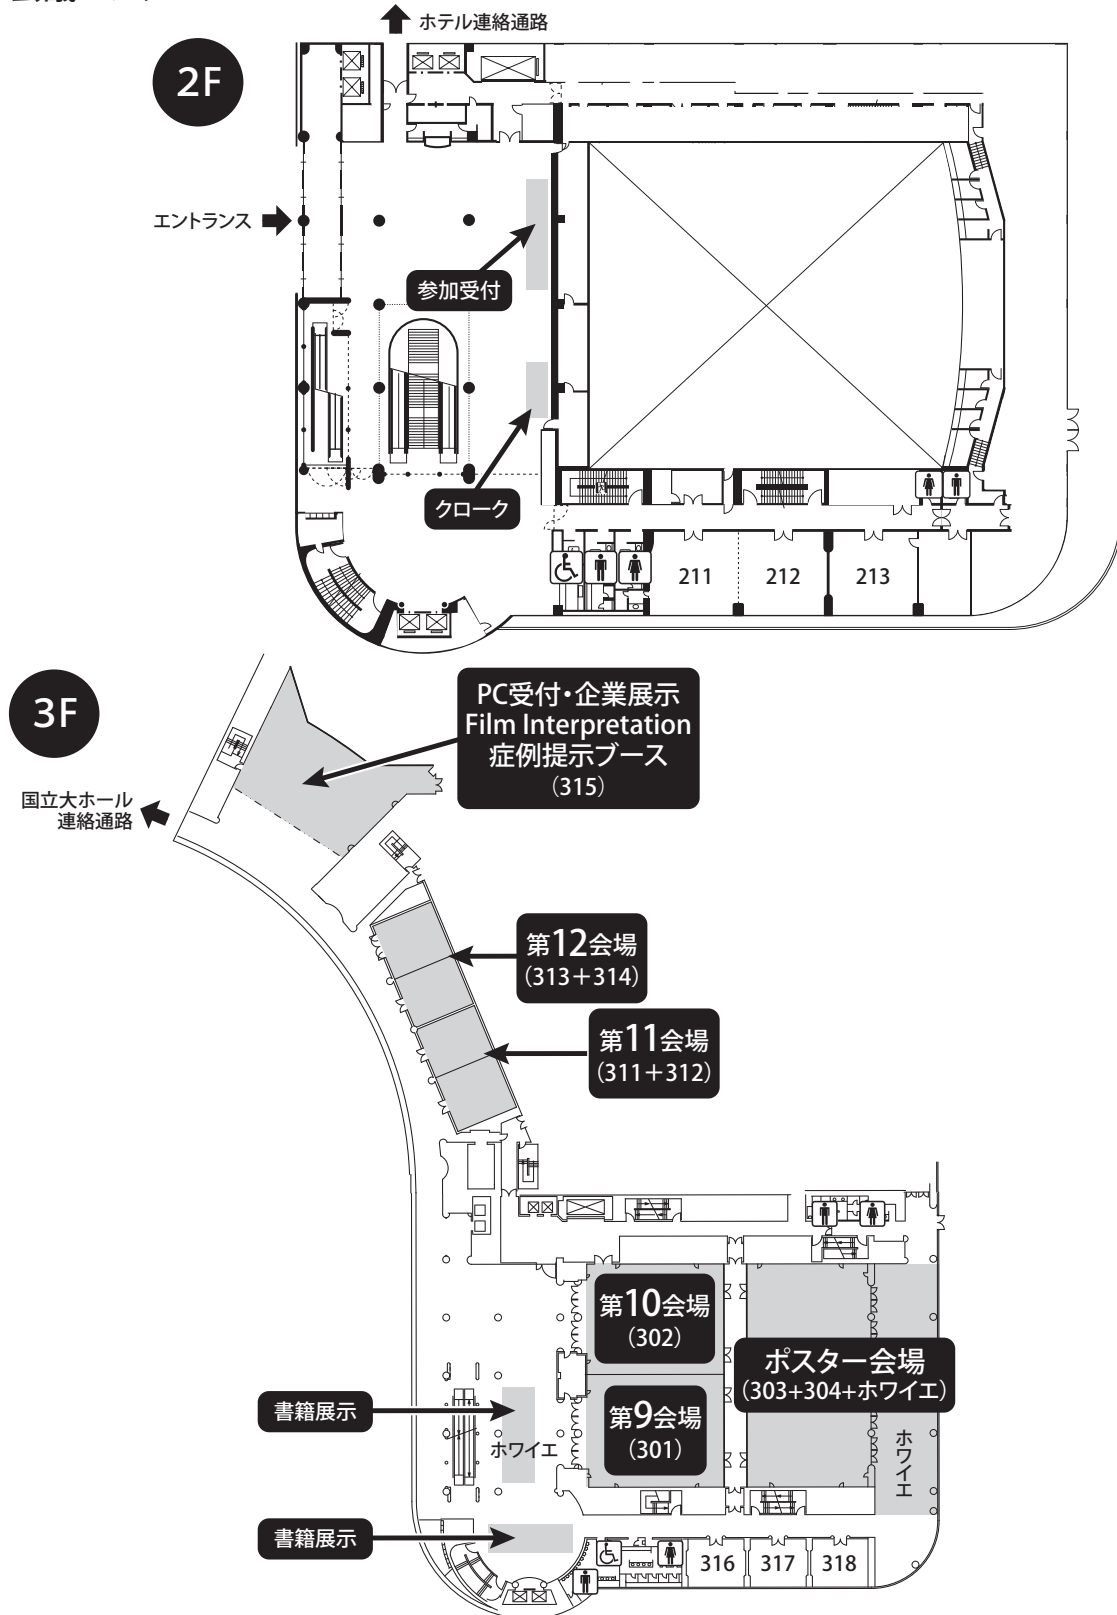 ホテル連絡通路
2F
エントランス
参加受付
クローク
211
212
213
3F
PC受付・企業展示
Film Interpretation
症例提示ブース
（315）
国立大ホール
連絡通路
第12会場
（313＋314）
第11会場
（311＋312）
第10会場
（302）
ポスター会場
（303+304+ホワイエ）
第9会場
（301）
書籍展示
ホワイエ
ホワイエ
書籍展示
316
317
318